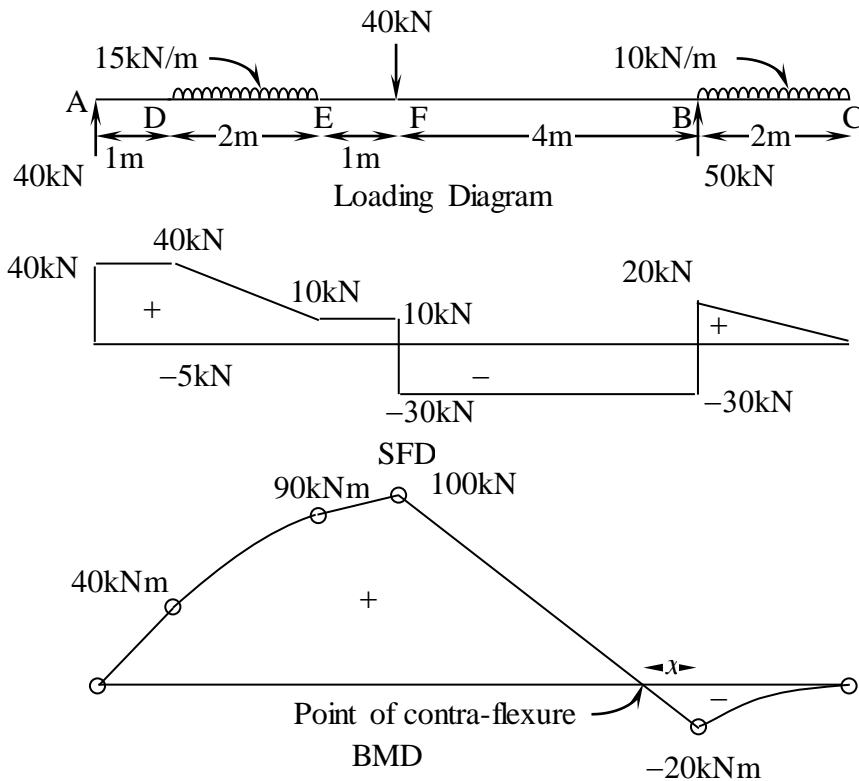 40kN
15kN/m
10kN/m
A
D
E
F
B
C
1m
2m
1m
4m
2m
40kN
50kN
Loading Diagram
40kN
40kN
10kN
10kN
20kN
+
+
−5kN
−
−30kN
−30kN
SFD
90kNm
100kN
40kNm
+
x
Point of contra-flexure
−
BMD
−20kNm